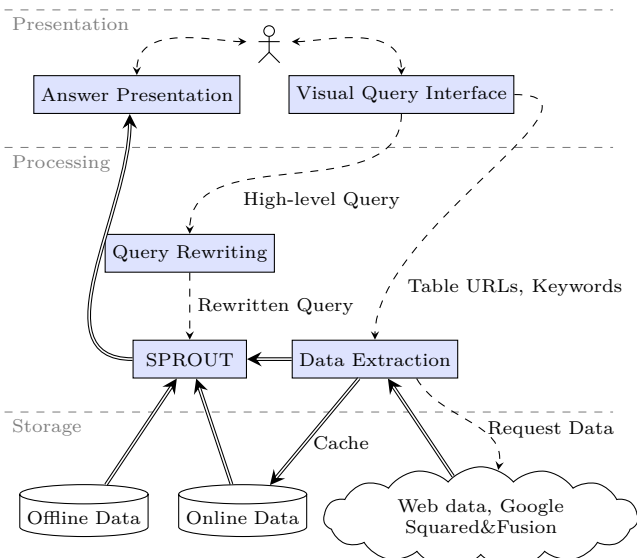 Presentation
Answer Presentation
Visual Query Interface
Processing
High-level Query
Query Rewriting
Table URLs, Keywords
Rewritten Query
SPROUT
Data Extraction
Storage
Request Data
Cache
Offline Data
Online Data
Web data, Google
Squared&Fusion